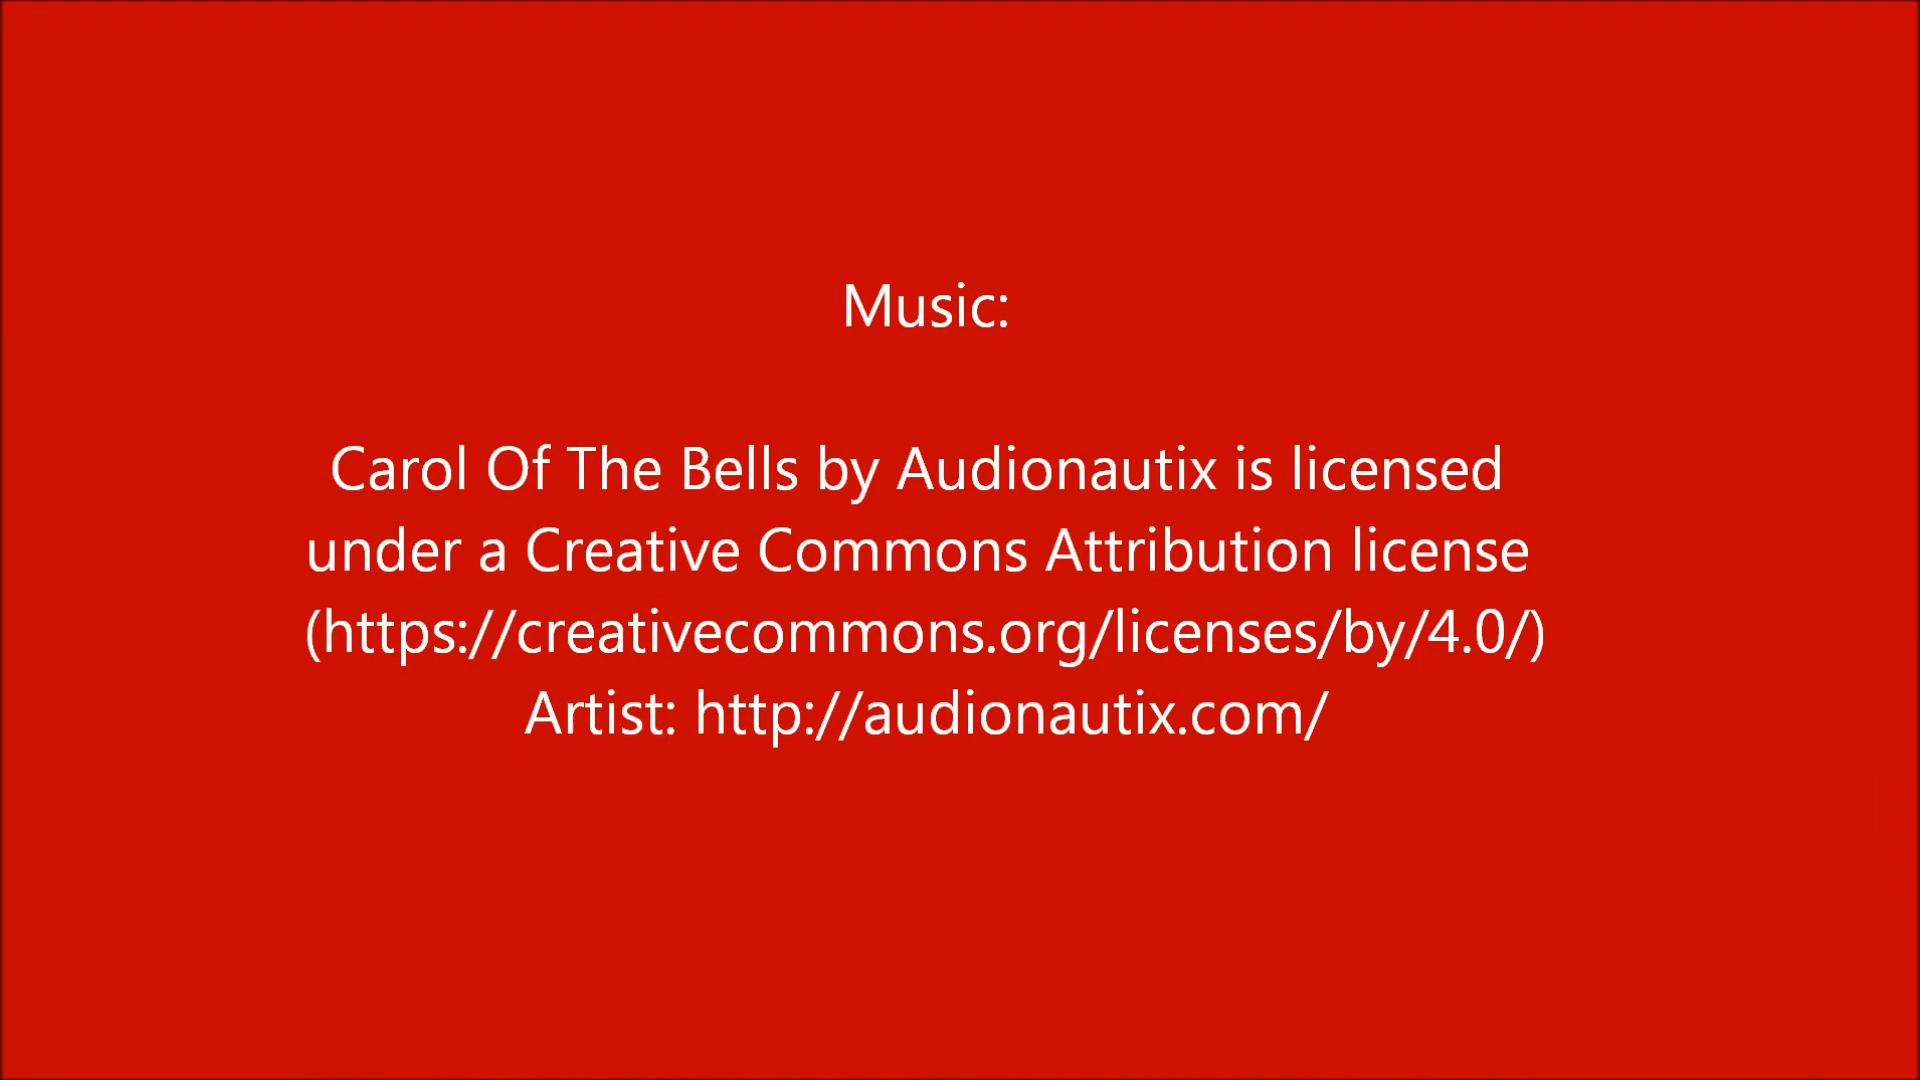 Music:
Carol Of The Bells by Audionautix is licensed
under a Creative Commons Attribution license
(https://creativecommons.org/licenses/by/4.0/)
Artist: http://audionautix.com/